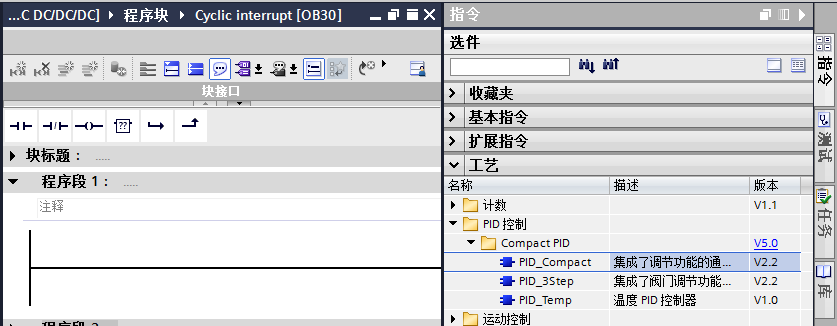 ...C DC/DC/DC] ▸ 程序块 ▸ Cyclic interrupt [OB30]
块接口
??
块标题： .....
程序段 1： .....
注释
指令
选件
收藏夹
基本指令
扩展指令
工艺
名称 描述 版本
计数 V1.1
PID 控制
Compact PID V5.0
PID_Compact 集成了调节功能的通... V2.2
PID_3Step 集成了阀门调节功能... V2.2
PID_Temp 温度 PID 控制器 V1.0
运动控制
指令
测试
任务
库